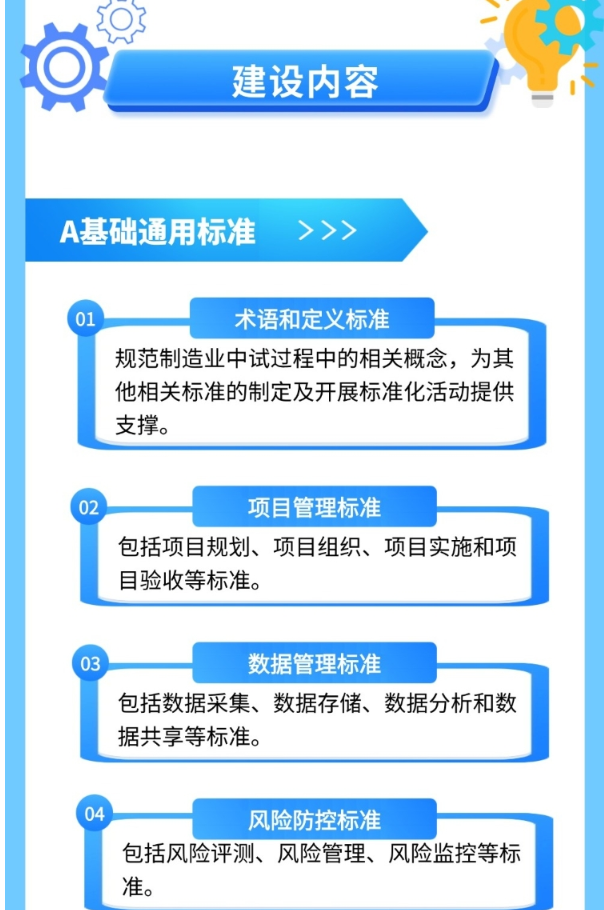 建设内容
A基础通用标准 >>>
01 术语和定义标准
规范制造业中试过程中的相关概念，为其
他相关标准的制定及开展标准化活动提供
支撑。
02 项目管理标准
包括项目规划、项目组织、项目实施和项
目验收等标准。
03 数据管理标准
包括数据采集、数据存储、数据分析和数
据共享等标准。
04 风险防控标准
包括风险评测、风险管理、风险监控等标
准。